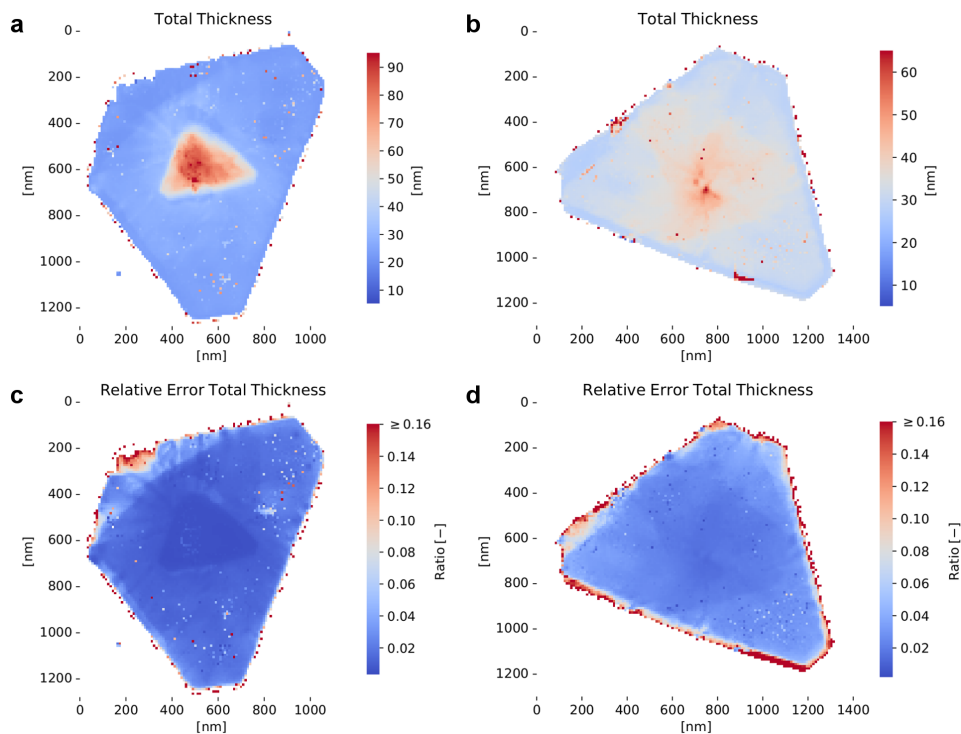 a
Total Thickness
0
200
400
600
800
1000
1200
[nm]
0 200 400 600 800 1000
[nm]
90
80
70
60
50
40
30
20
10
[nm]
b
Total Thickness
0
200
400
600
800
1000
1200
[nm]
0 200 400 600 800 1000 1200 1400
[nm]
60
50
40
30
20
10
[nm]
c
Relative Error Total Thickness
0
200
400
600
800
1000
1200
[nm]
0 200 400 600 800 1000
[nm]
≥ 0.16
0.14
0.12
0.10
0.08
0.06
0.04
0.02
Ratio [−]
d
Relative Error Total Thickness
0
200
400
600
800
1000
1200
[nm]
0 200 400 600 800 1000 1200 1400
[nm]
≥ 0.16
0.14
0.12
0.10
0.08
0.06
0.04
0.02
Ratio [−]